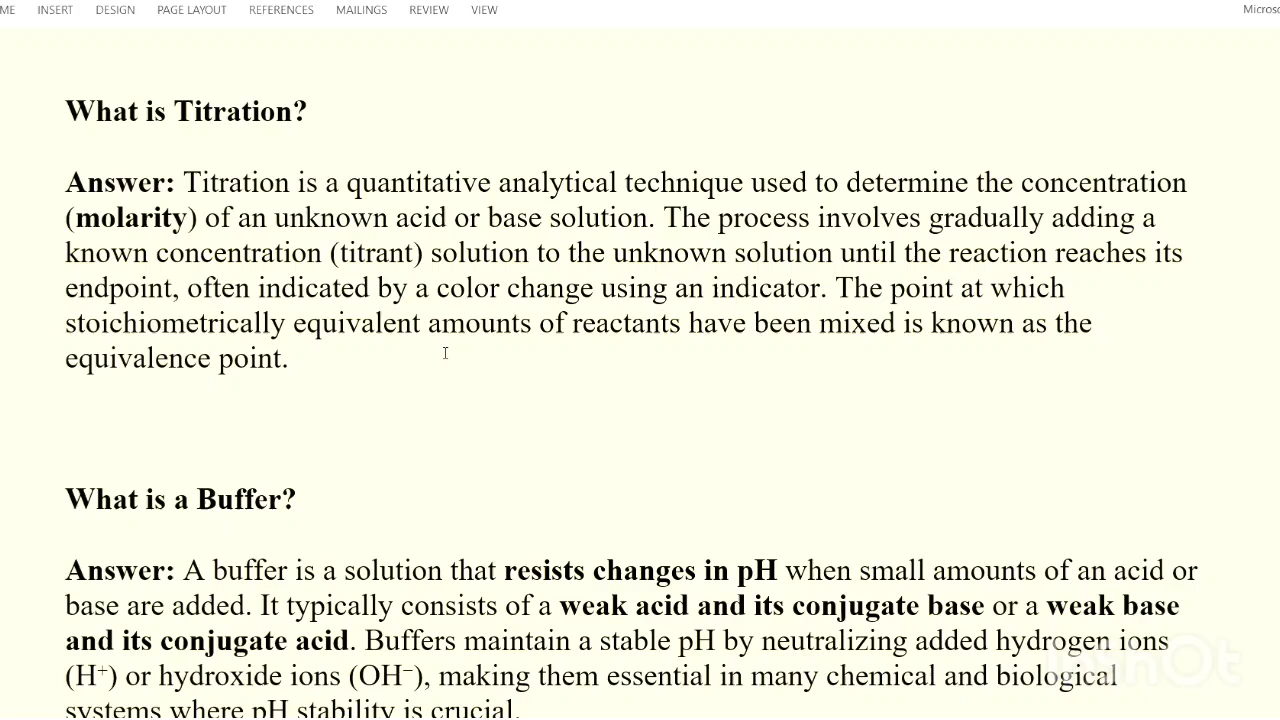 ME INSERT DESIGN PAGE LAYOUT REFERENCES MAILINGS REVIEW VIEW
What is Titration?
Answer: Titration is a quantitative analytical technique used to determine the concentration
(molarity) of an unknown acid or base solution. The process involves gradually adding a
known concentration (titrant) solution to the unknown solution until the reaction reaches its
endpoint, often indicated by a color change using an indicator. The point at which
stoichiometrically equivalent amounts of reactants have been mixed is known as the
equivalence point.
What is a Buffer?
Answer: A buffer is a solution that resists changes in pH when small amounts of an acid or
base are added. It typically consists of a weak acid and its conjugate base or a weak base
and its conjugate acid. Buffers maintain a stable pH by neutralizing added hydrogen ions
(H⁺) or hydroxide ions (OH⁻), making them essential in many chemical and biological
systems where pH stability is crucial.